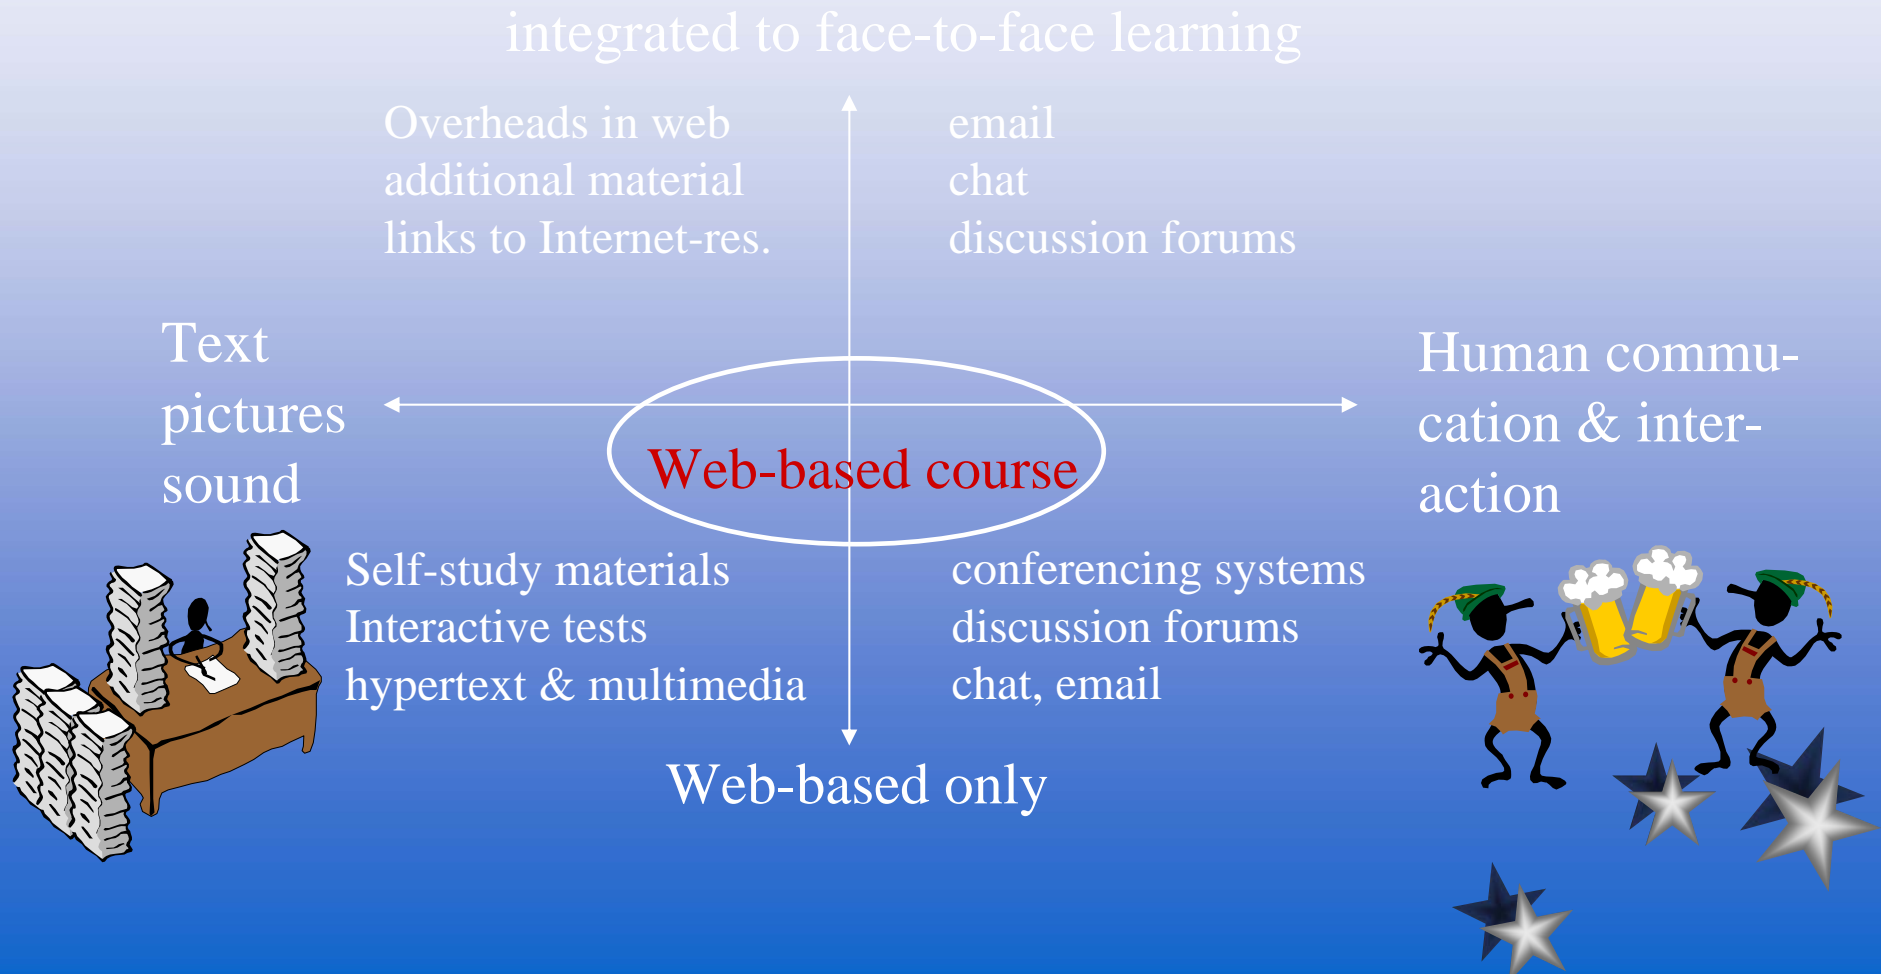 integrated to face-to-face learning
Overheads in web
additional material
links to Internet-res.
email
chat
discussion forums
Text
pictures
sound
Human commu-
cation & inter-
action
Web-based course
Self-study materials
Interactive tests
hypertext & multimedia
conferencing systems
discussion forums
chat, email
Web-based only